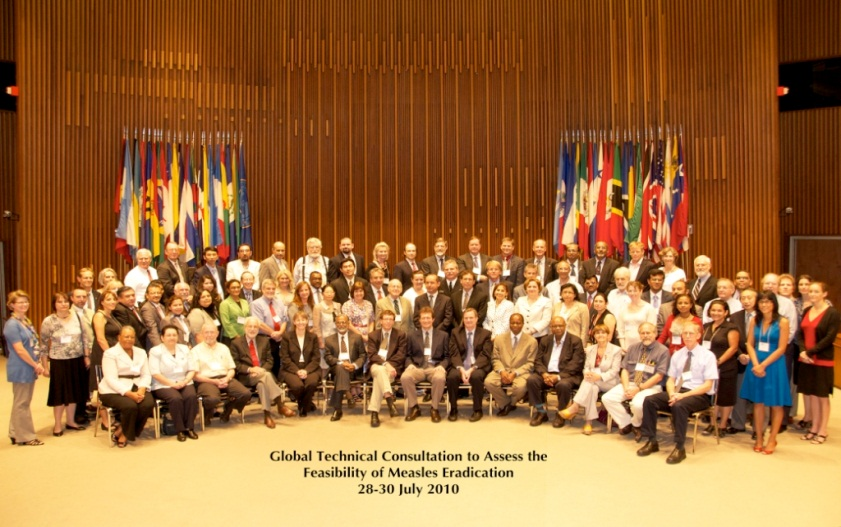 Global Technical Consultation to Assess the
Feasibility of Measles Eradication
28-30 July 2010